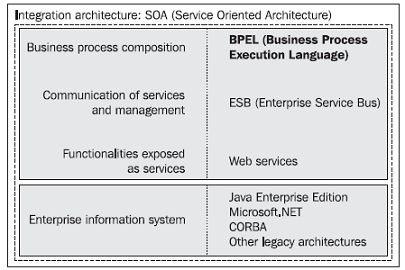 Integration architecture: SOA (Service Oriented Architecture)
Business process composition
BPEL (Business Process
Execution Language)
Communication of services
and management
ESB (Enterprise Service Bus)
Functionalities exposed
as services
Web services
Enterprise information system
Java Enterprise Edition
Microsoft.NET
CORBA
Other legacy architectures